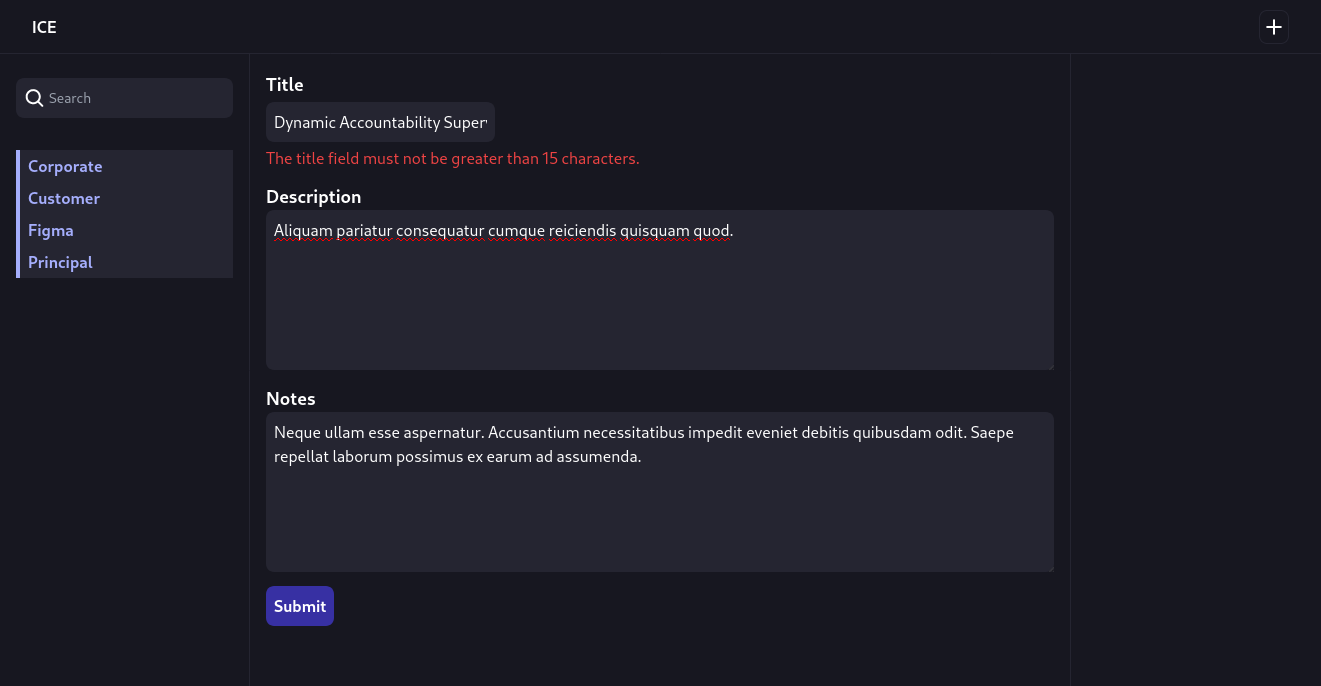 ICE
Search
Corporate
Customer
Figma
Principal
Title
Dynamic Accountability Super
The title field must not be greater than 15 characters.
Description
Aliquam pariatur consequatur cumque reiciendis quisquam quod.
Notes
Neque ullam esse aspernatur. Accusantium necessitatibus impedit eveniet debitis quibusdam odit. Saepe
repellat laborum possimus ex earum ad assumenda.
Submit